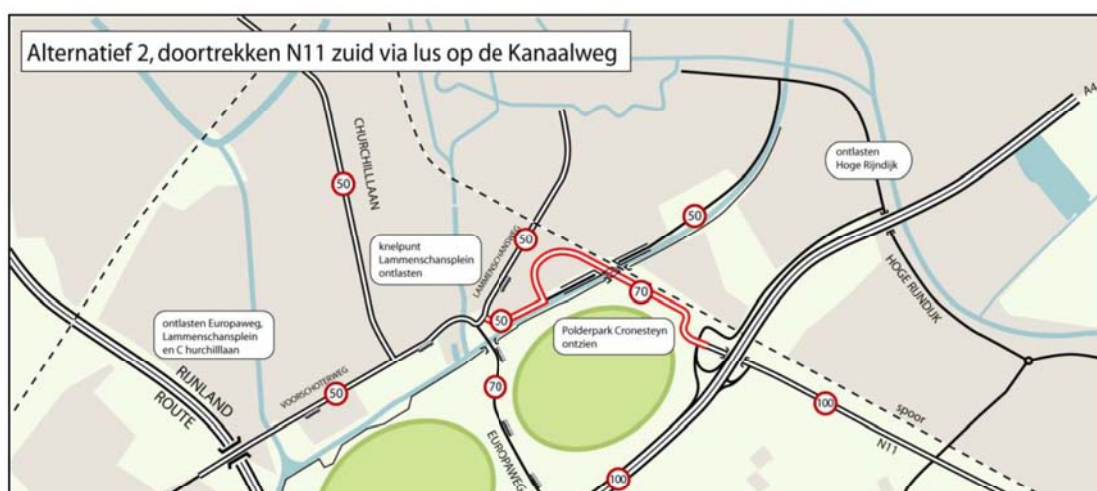 Alternatief 2, doortrekken N11 zuid via lus op de Kanaalweg
A4
CHURCHILLLAAN
ontlasten
Hoge Rijndijk
50
50
knelpunt
Lammenschansplein
ontlasten
LAMMENSCHANSWEG
50
HOGE RIJNDIJK
70
50
ontlasten Europaweg,
Lammenschansplein
en C hurchilllaan
Polderpark Cronesteyn
ontzien
RIJNLAND
ROUTE
VOORSCHOTERWEG
50
70
100
spoor
N11
EUROPAWEG
100